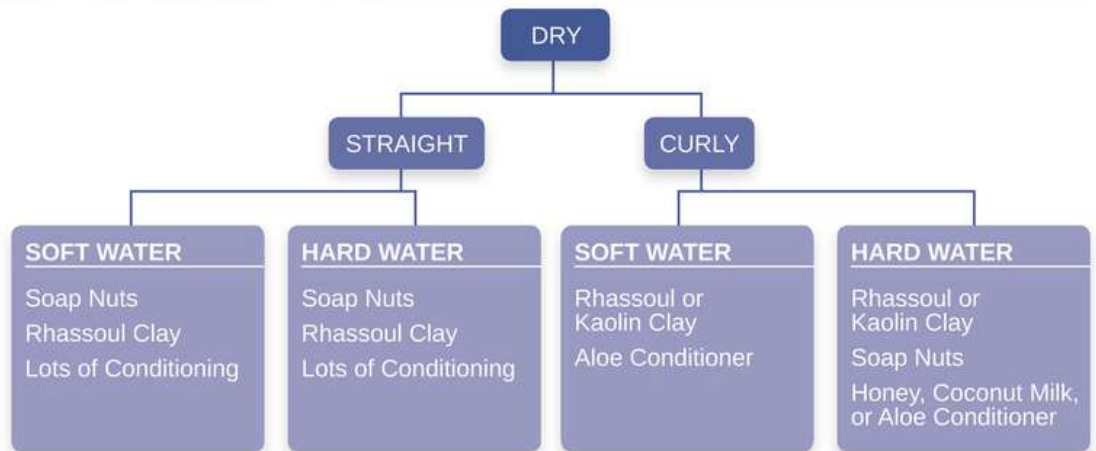 DRY
STRAIGHT
CURLY
SOFT WATER
Soap Nuts
Rhassoul Clay
Lots of Conditioning
HARD WATER
Soap Nuts
Rhassoul Clay
Lots of Conditioning
SOFT WATER
Rhassoul or
Kaolin Clay
Aloe Conditioner
HARD WATER
Rhassoul or
Kaolin Clay
Soap Nuts
Honey, Coconut Milk,
or Aloe Conditioner